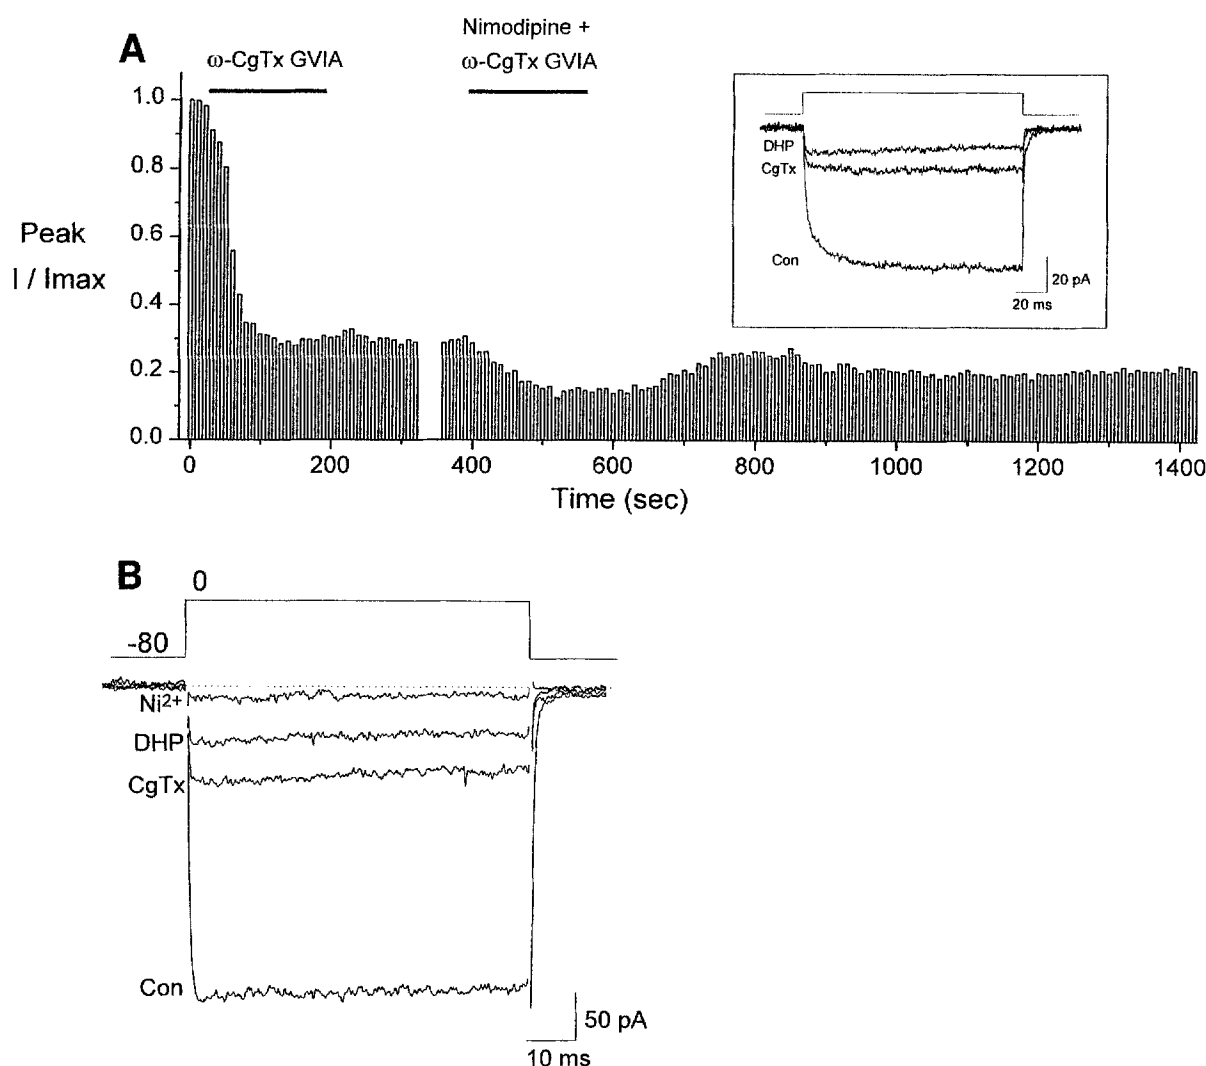 A
ω-CgTx GVIA
Nimodipine +
ω-CgTx GVIA
1.0
0.8
0.6
0.4
0.2
0.0
Peak
I / Imax
0
200
400
600
800
1000
1200
1400
Time (sec)
DHP
CgTx
Con
20 pA
20 ms
B
0
-80
Ni2+
DHP
CgTx
Con
50 pA
10 ms